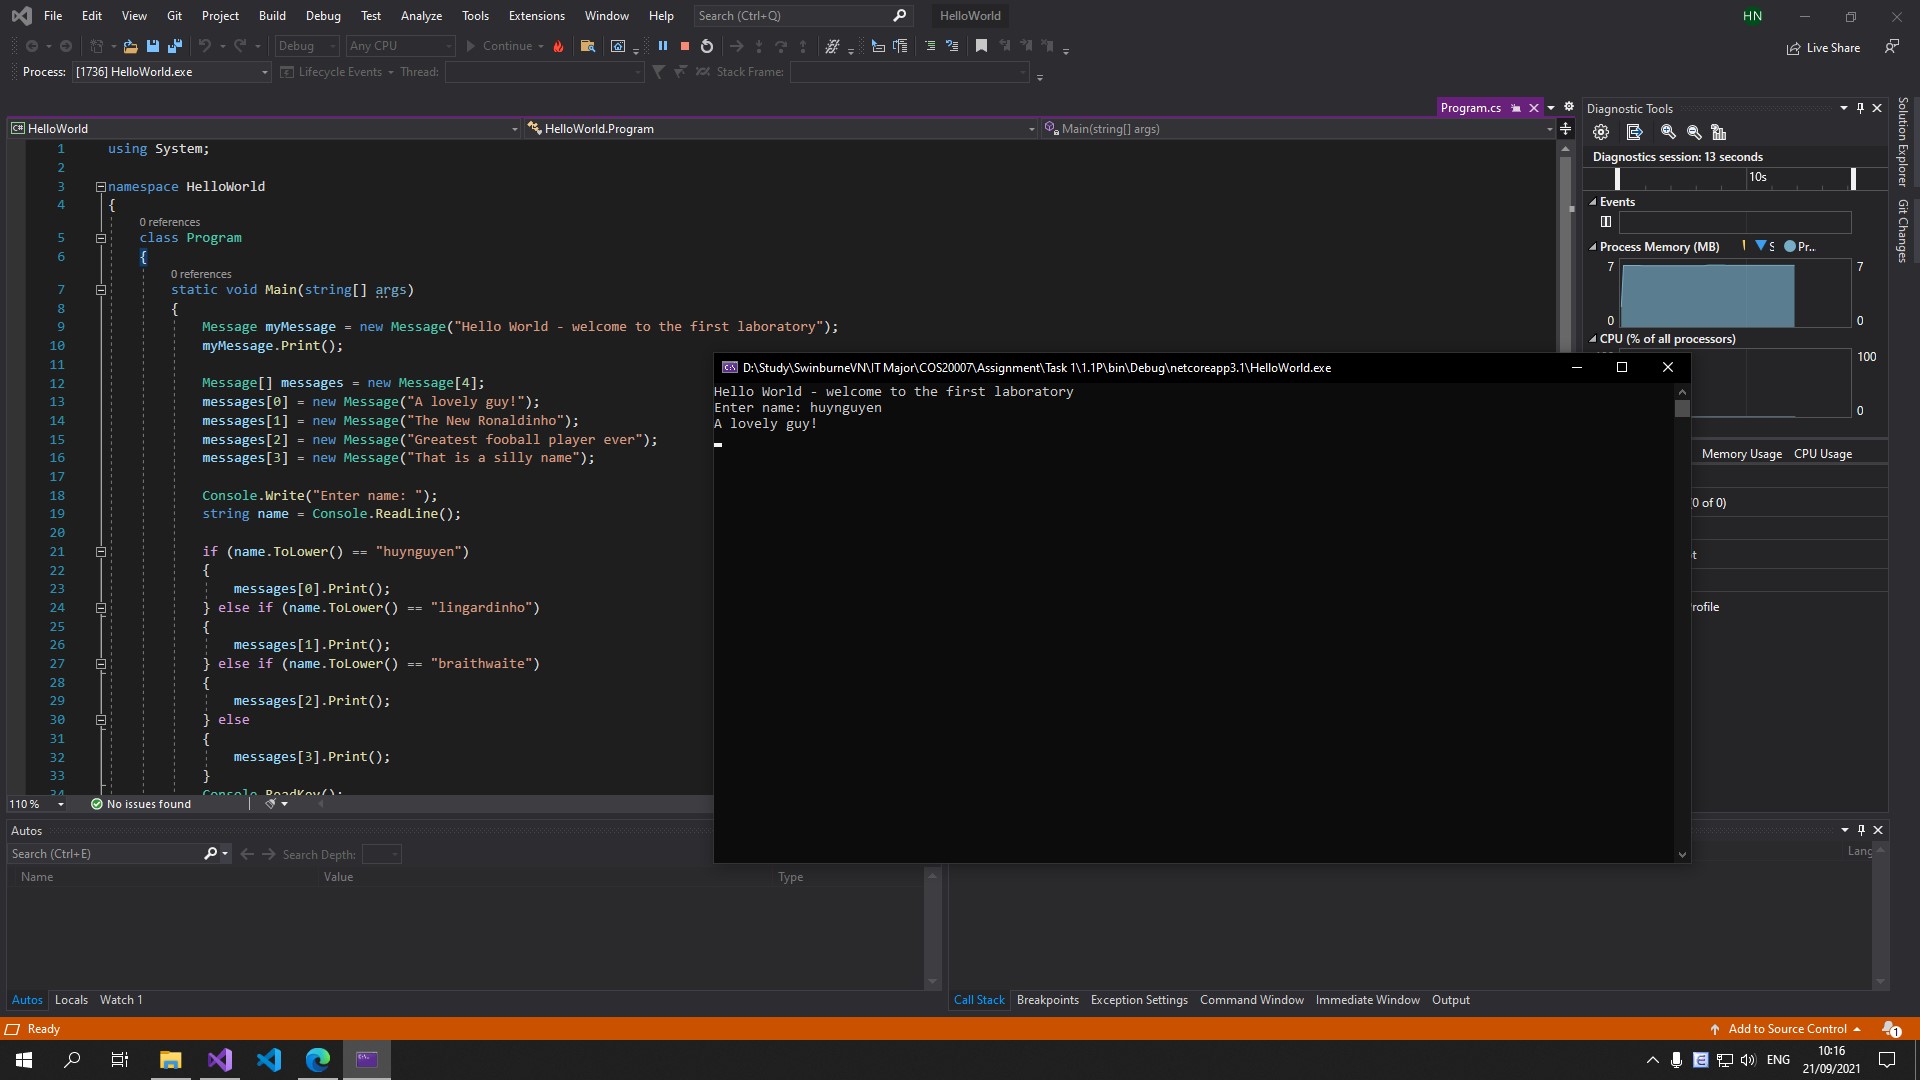 File Edit View Git Project Build Debug Test Analyze Tools Extensions Window Help Search (Ctrl+Q) HelloWorld HN
Debug Any CPU Continue Live Share
Process: [1736] HelloWorld.exe Lifecycle Events Thread: Stack Frame:
Program.cs
HelloWorld HelloWorld.Program Main(string[] args)
1 using System;
2
3 namespace HelloWorld
4 {
0 references
5 class Program
6 {
0 references
7 static void Main(string[] args)
8 {
9 Message myMessage = new Message("Hello World - welcome to the first laboratory");
10 myMessage.Print();
11
12 Message[] messages = new Message[4];
13 messages[0] = new Message("A lovely guy!");
14 messages[1] = new Message("The New Ronaldinho");
15 messages[2] = new Message("Greatest fooball player ever");
16 messages[3] = new Message("That is a silly name");
17
18 Console.Write("Enter name: ");
19 string name = Console.ReadLine();
20
21 if (name.ToLower() == "huynguyen")
22 {
23 messages[0].Print();
24 } else if (name.ToLower() == "lingardinho")
25 {
26 messages[1].Print();
27 } else if (name.ToLower() == "braithwaite")
28 {
29 messages[2].Print();
30 } else
31 {
32 messages[3].Print();
33 }
34 Console.ReadKey();
110 % No issues found
D:\Study\SwinburneVN\IT Major\COS20007\Assignment\Task 1\1.1P\bin\Debug\netcoreapp3.1\HelloWorld.exe
Hello World - welcome to the first laboratory
Enter name: huynguyen
A lovely guy!
Diagnostic Tools
Diagnostics session: 13 seconds
10s
Events
Process Memory (MB) S Pr...
7 7
0 0
CPU (% of all processors)
100
0
Memory Usage CPU Usage
(0 of 0)
t
rofile
Solution Explorer
Git Changes
Autos
Search (Ctrl+E) Search Depth:
Name Value Type
Lang
Autos Locals Watch 1
Call Stack Breakpoints Exception Settings Command Window Immediate Window Output
Ready Add to Source Control 1
ENG
10:16
21/09/2021